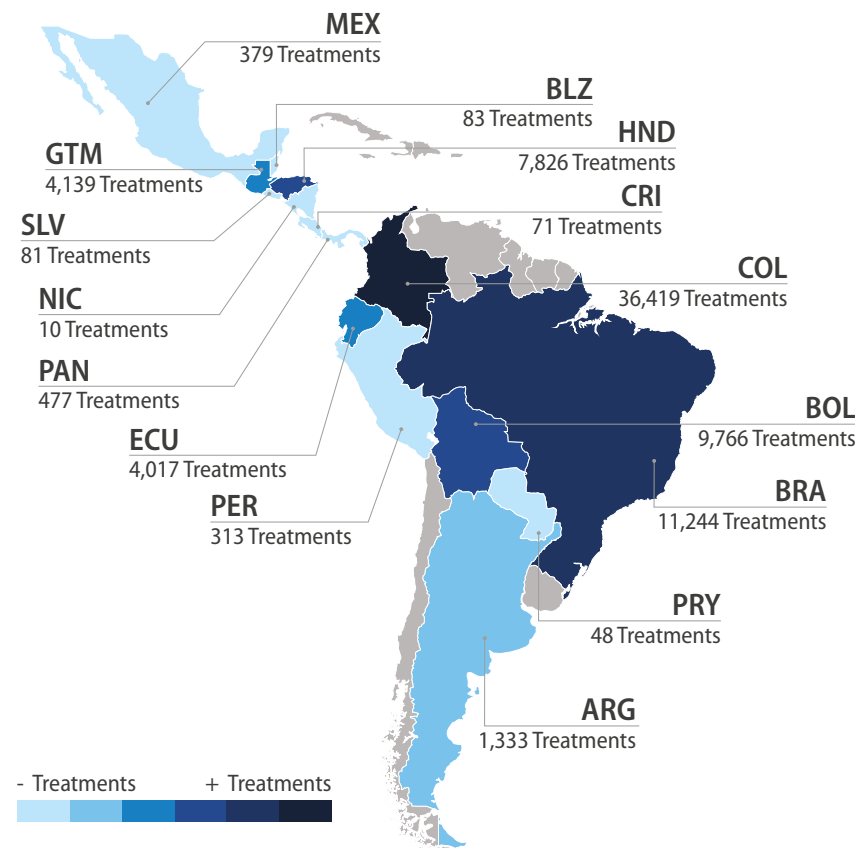 MEX
379 Treatments
BLZ
83 Treatments
HND
7,826 Treatments
GTM
4,139 Treatments
CRI
71 Treatments
SLV
81 Treatments
COL
36,419 Treatments
NIC
10 Treatments
PAN
477 Treatments
BOL
9,766 Treatments
ECU
4,017 Treatments
BRA
11,244 Treatments
PER
313 Treatments
PRY
48 Treatments
ARG
1,333 Treatments
- Treatments + Treatments